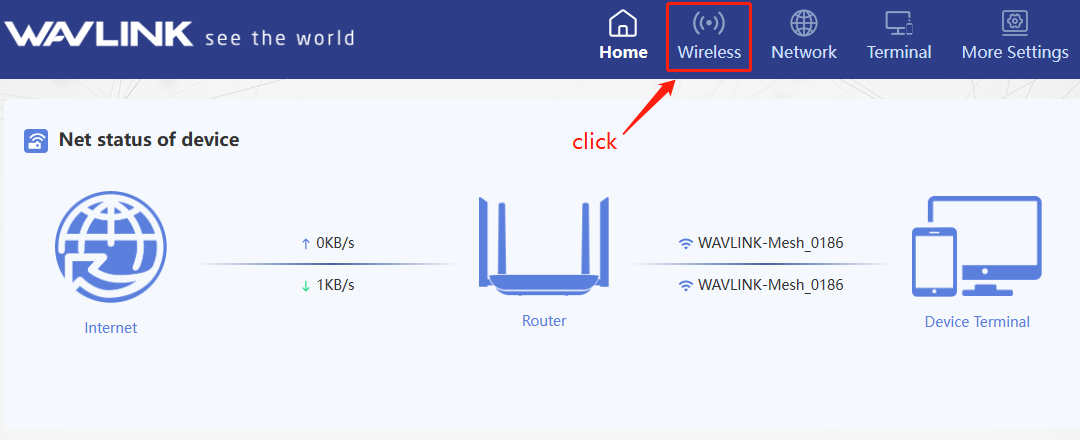 WAVLINK see the world
Home Wireless Network Terminal More Settings
click
Net status of device
↑ 0KB/s
WAVLINK-Mesh_0186
↓ 1KB/s
WAVLINK-Mesh_0186
Internet
Router
Device Terminal